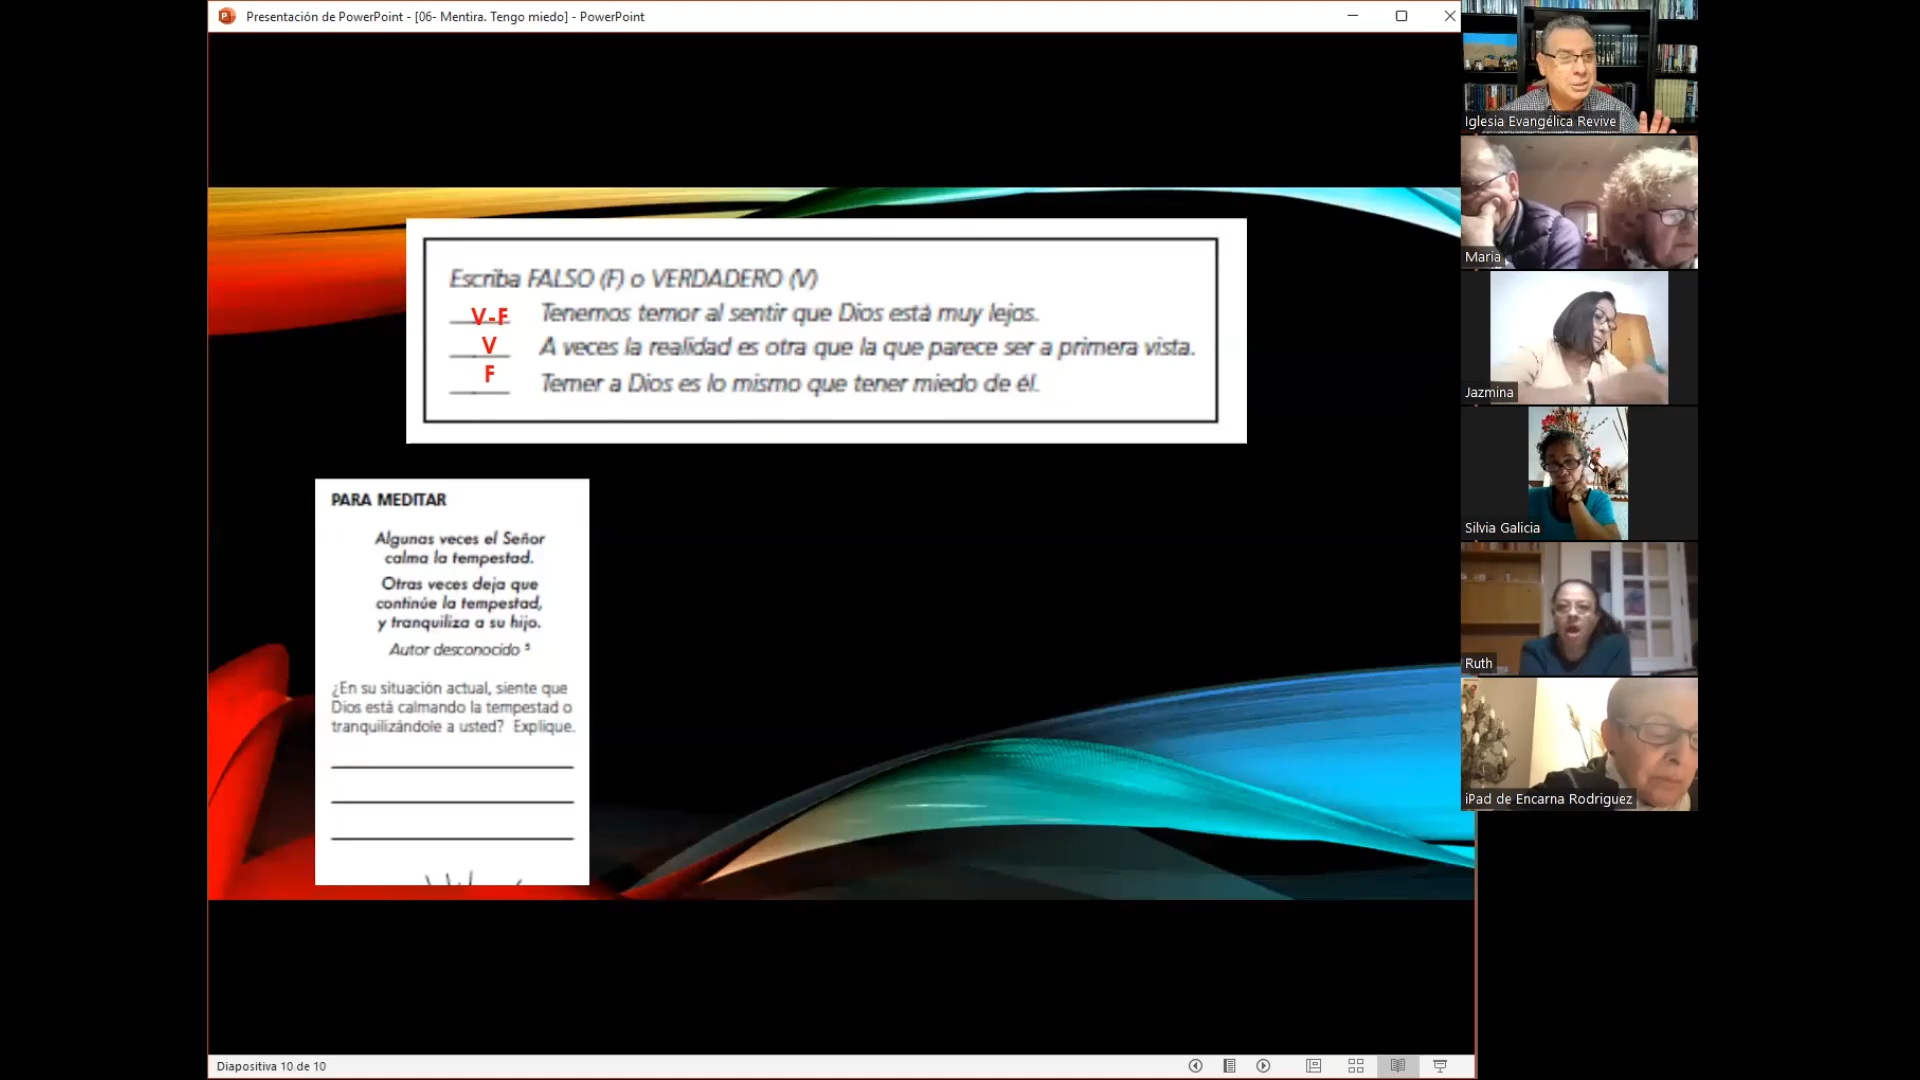 Presentación de PowerPoint - [06- Mentira. Tengo miedo] - PowerPoint
Escriba FALSO (F) o VERDADERO (V)
V-F Tenemos temor al sentir que Dios está muy lejos.
V A veces la realidad es otra que la que parece ser a primera vista.
F Temer a Dios es lo mismo que tener miedo de él.
PARA MEDITAR
Algunas veces el Señor
calma la tempestad.
Otras veces deja que
continúe la tempestad,
y tranquiliza a su hijo.
Autor desconocido ⁵
¿En su situación actual, siente que
Dios está calmando la tempestad o
tranquilizándole a usted? Explique.
Diapositiva 10 de 10
Iglesia Evangélica Revive
Maria
Jazmina
Silvia Galicia
Ruth
iPad de Encarna Rodriguez